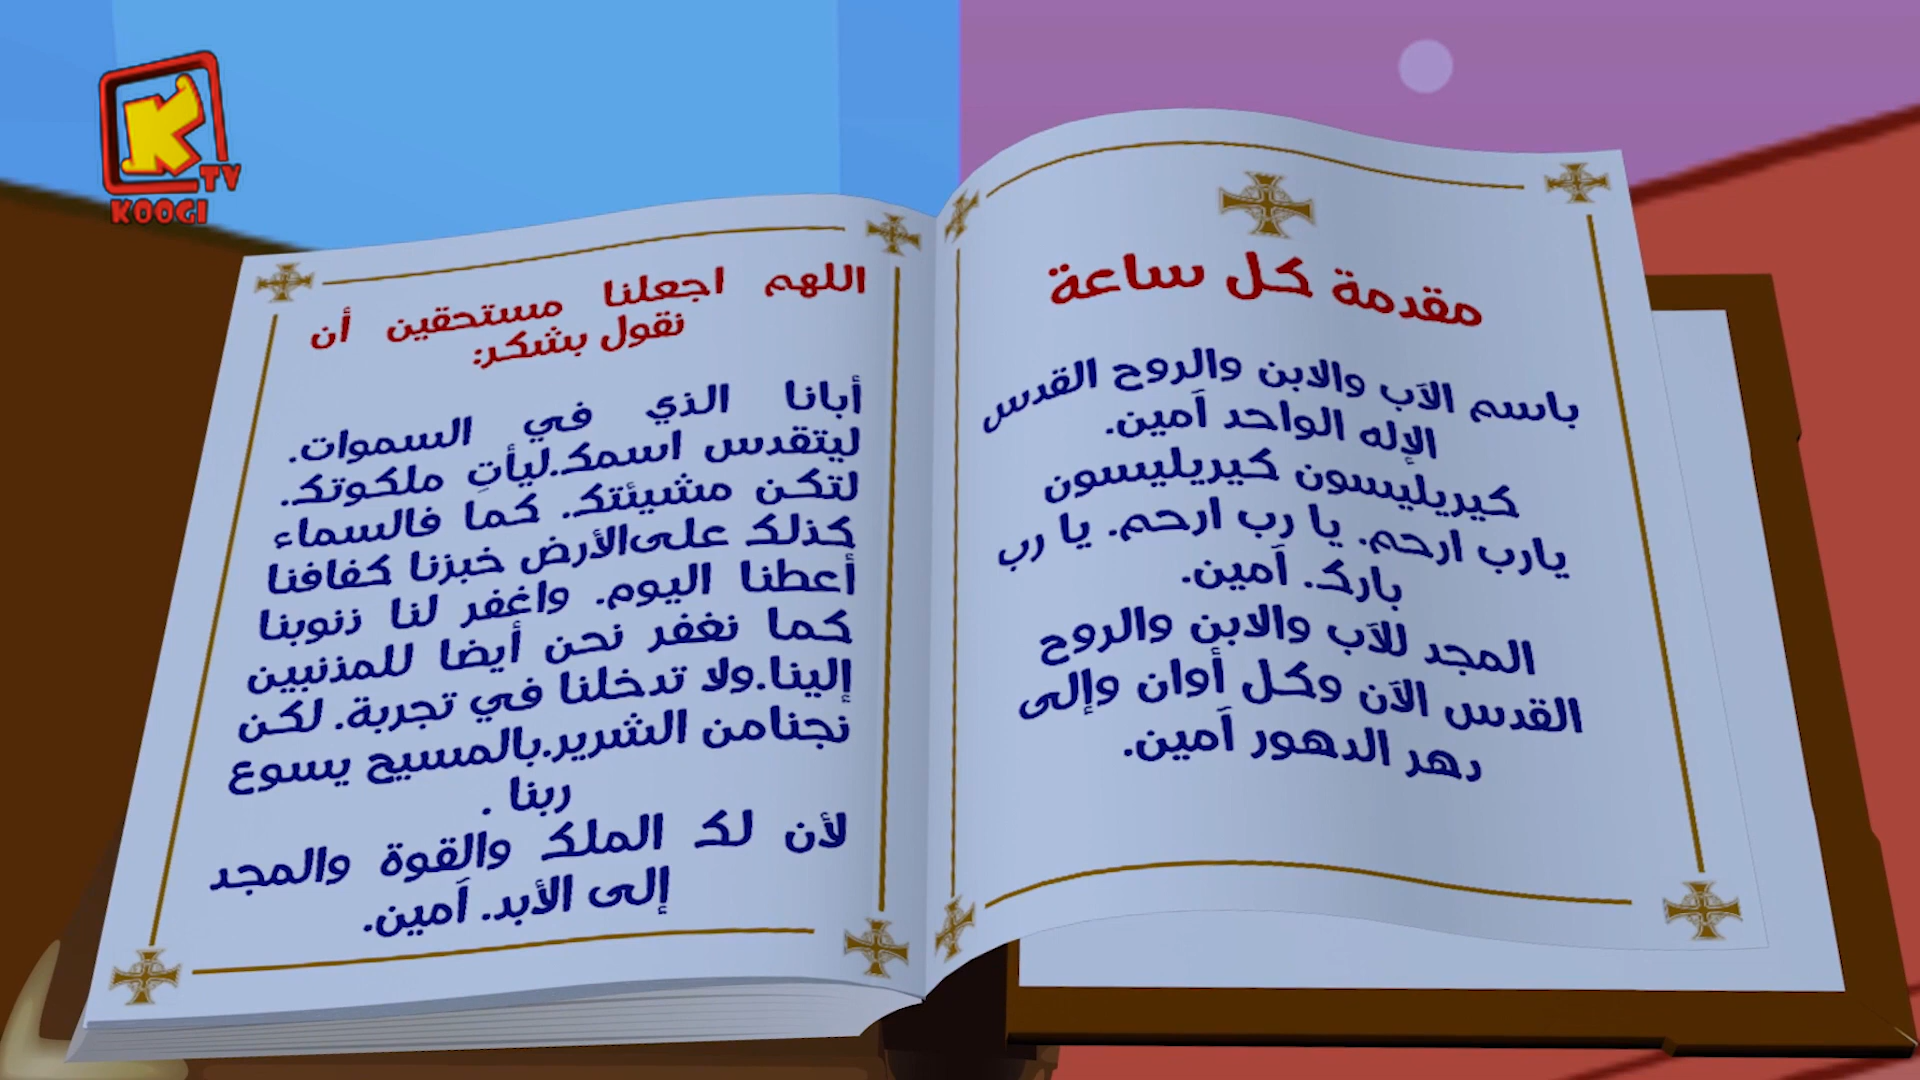 K
TV
KOOGI
مقدمة كل ساعة
باسم الآب والابن والروح القدس
الإله الواحد آمين.
كيريليسون كيريليسون
يارب ارحم. يا رب ارحم. يا رب
بارك. آمين.
المجد للآب والابن والروح
القدس الآن وكل أوان وإلى
دهر الدهور آمين.
اللهم اجعلنا مستحقين أن
نقول بشكر:
أبانا الذي في السموات.
ليتقدس اسمك.ليأتِ ملكوتك.
لتكن مشيئتك. كما فالسماء
كذلك علىالأرض خبزنا كفافنا
أعطنا اليوم. واغفر لنا ذنوبنا
كما نغفر نحن أيضا للمذنبين
إلينا.ولا تدخلنا في تجربة. لكن
نجنامن الشرير.بالمسيح يسوع
ربنا .
لأن لك الملك والقوة والمجد
إلى الأبد. آمين.